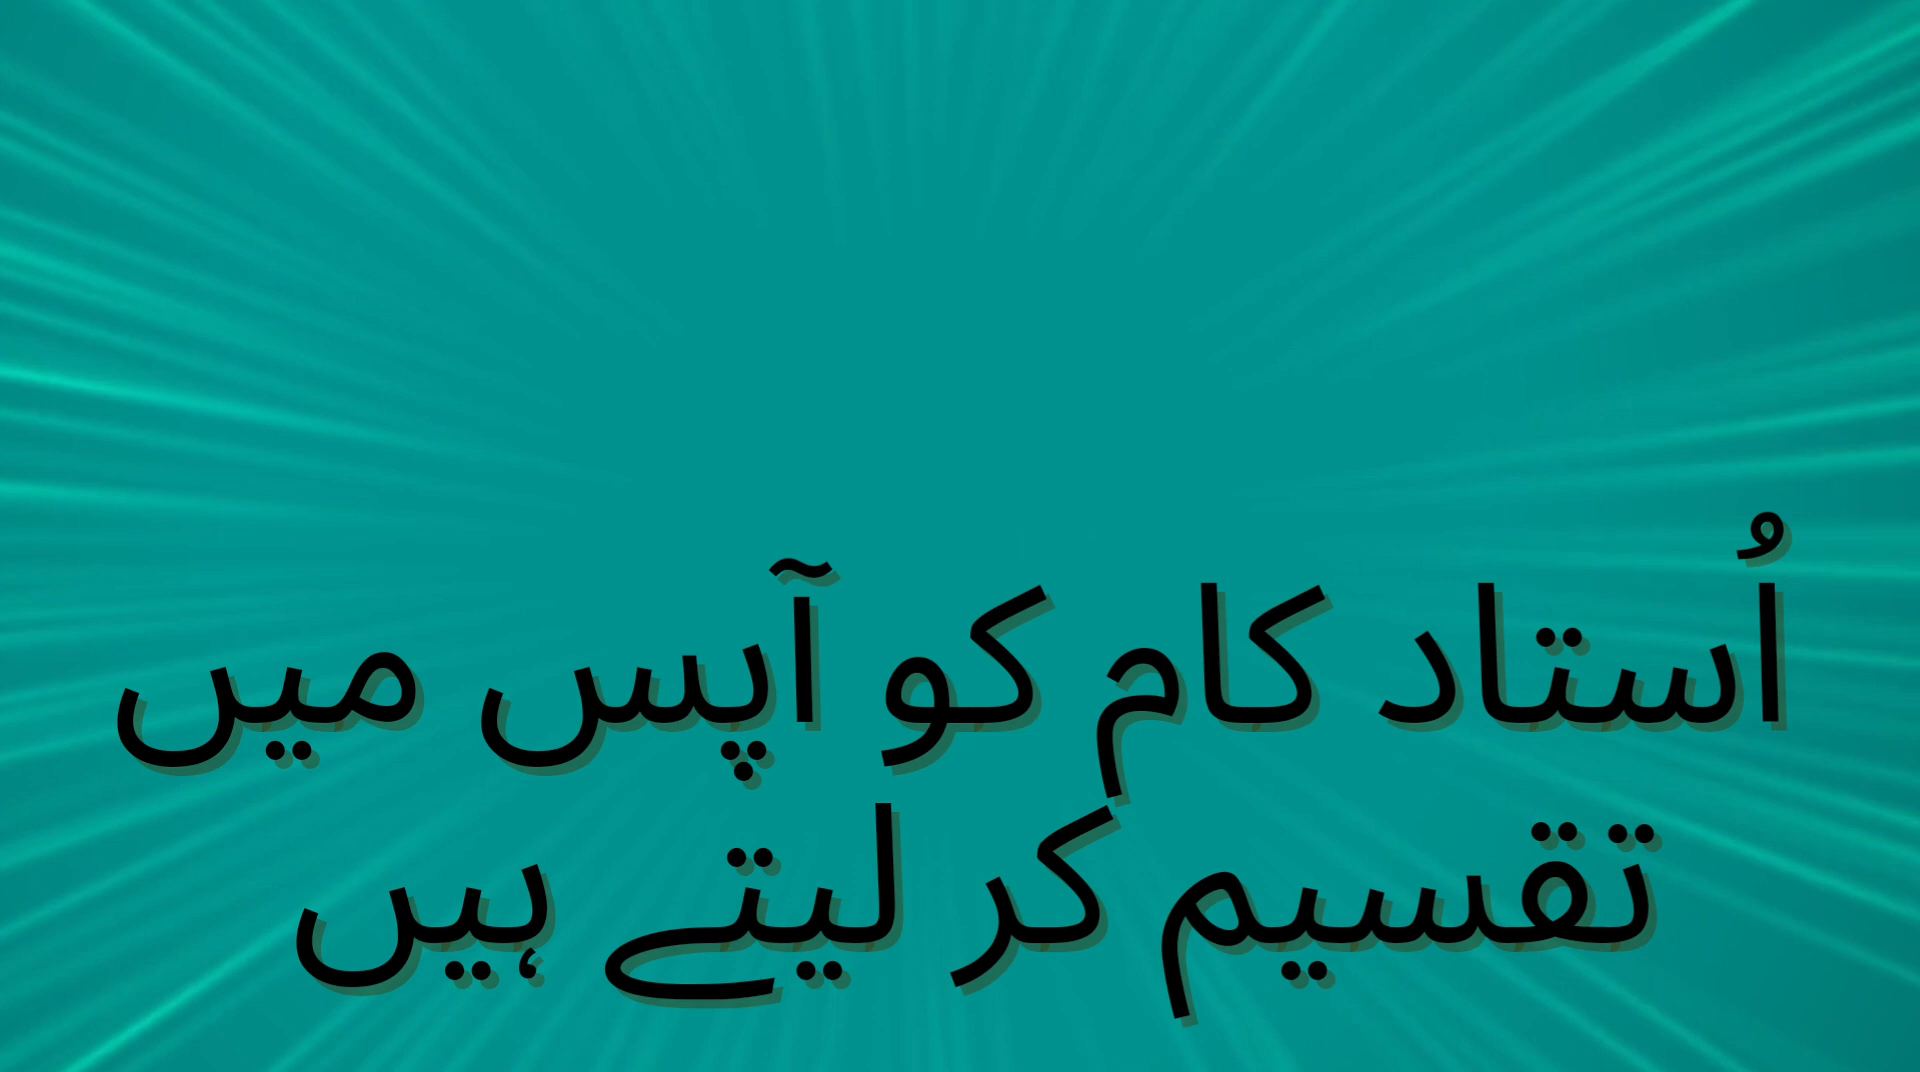 اُستاد کام کو آپس میں
تقسیم کر لیتے ہیں